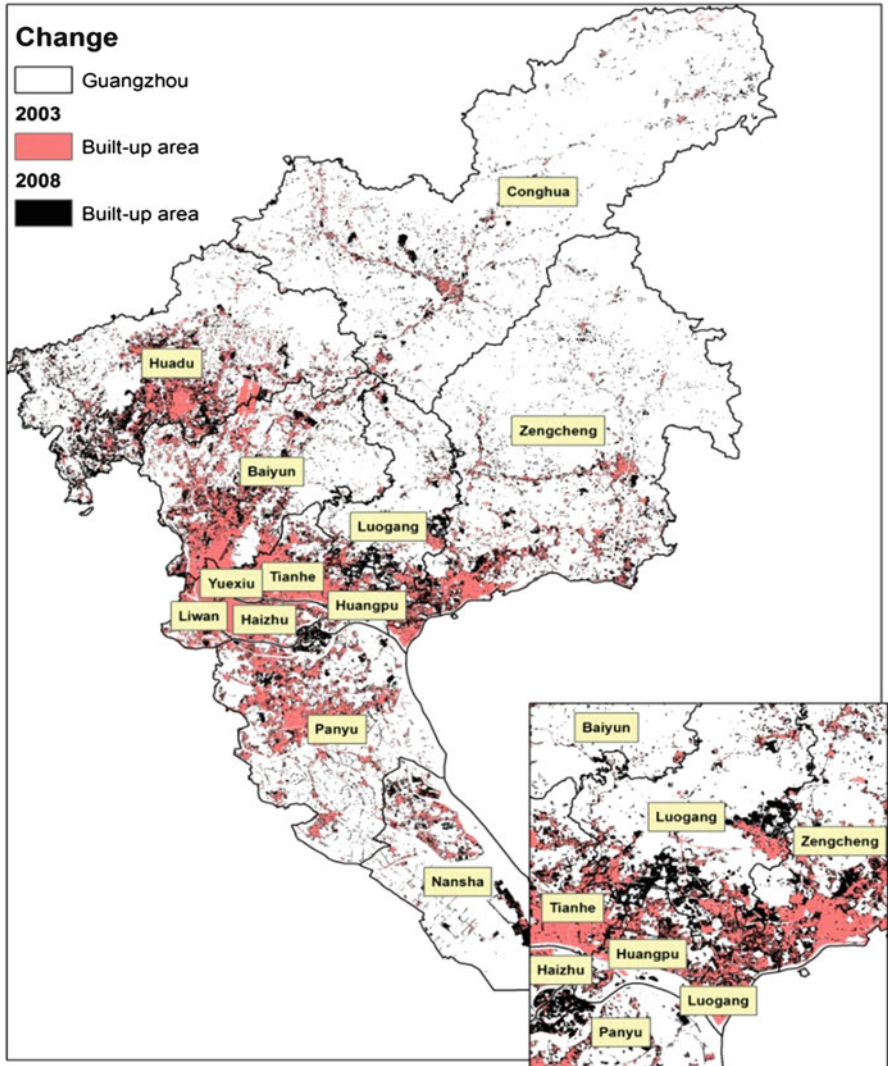 Change
Guangzhou
2003
Built-up area
2008
Built-up area
Conghua
Huadu
Zengcheng
Baiyun
Luogang
Tianhe
Yuexiu
Huangpu
Liwan
Haizhu
Panyu
Nansha
Baiyun
Luogang
Zengcheng
Tianhe
Huangpu
Haizhu
Luogang
Panyu